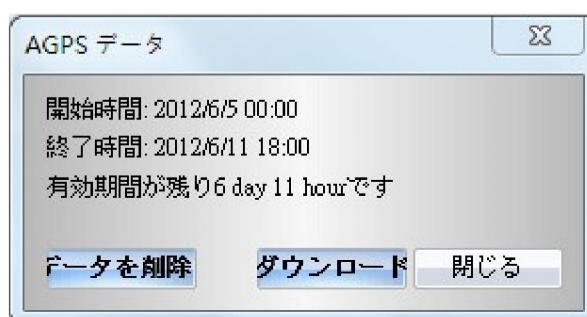 AGPS データ
開始時間: 2012/6/5 00:00
終了時間: 2012/6/11 18:00
有効期間が残り6 day 11 hourです
データを削除 ダウンロード 閉じる